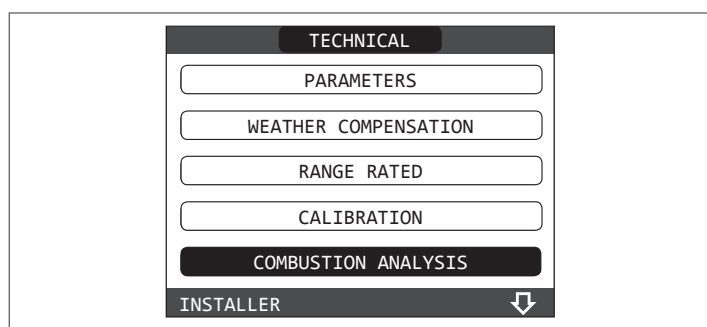 TECHNICAL
PARAMETERS
WEATHER COMPENSATION
RANGE RATED
CALIBRATION
COMBUSTION ANALYSIS
INSTALLER